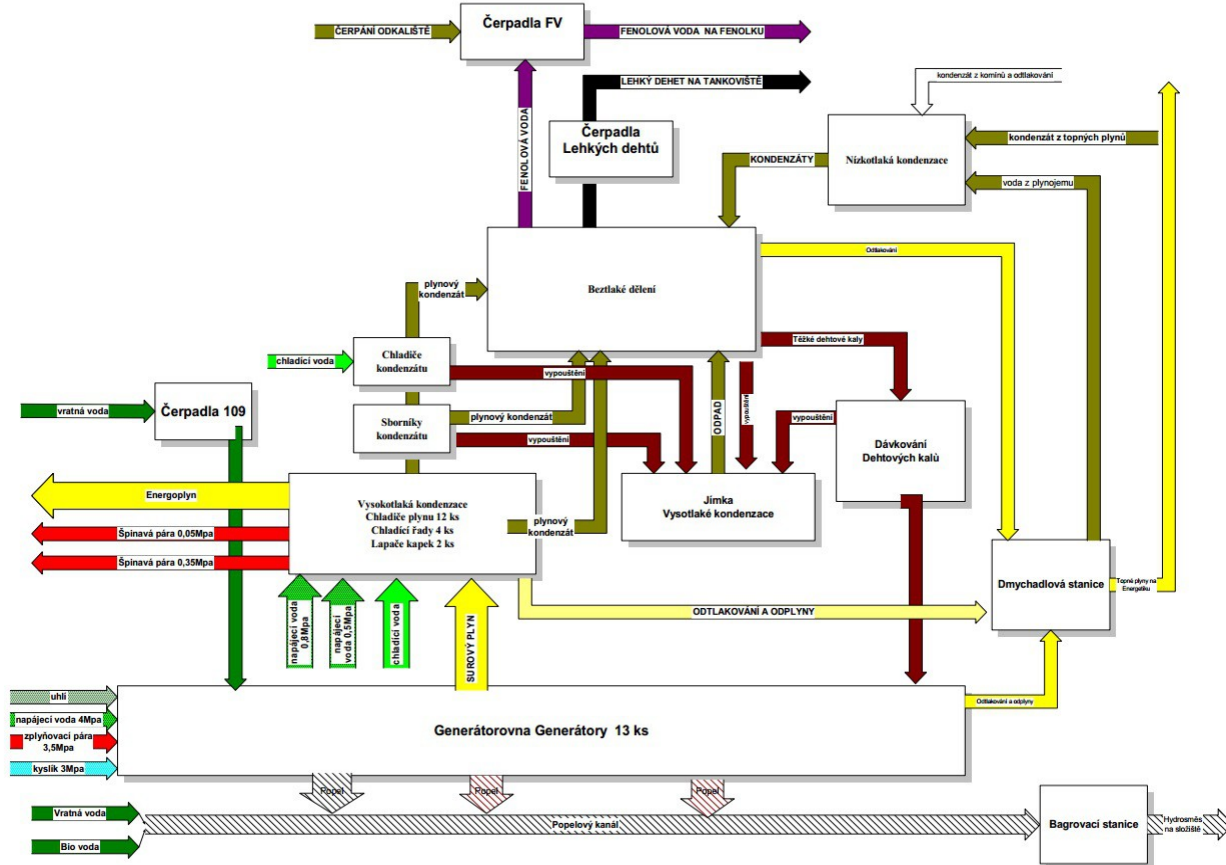 Čerpadla FV
ČERPÁNÍ ODKALIŠTĚ
FENOLOVÁ VODA NA FENOLKU
LEHKÝ DEHET NA TANKOVIŠTĚ
kondenzát z komínů a odtlakování
FENOLOVÁ VODA
Čerpadla
Lehkých dehtů
KONDENZÁTY
Nízkotlaká kondenzace
kondenzát z topných plynů
voda z plynojemu
Odtlakování
plynový
kondenzát
Beztlaké dělení
Těžké dehtové kaly
chladící voda
Chladiče
kondenzátu
vypouštění
ODPAD
vypouštění
vratná voda
Čerpadla 109
Sborníky
kondenzátu
plynový kondenzát
vypouštění
vypouštění
Dávkování
Dehtových kalů
Energoplyn
Vysokotlaká kondenzace
Chladiče plynu 12 ks
Chladící řady 4 ks
Lapače kapek 2 ks
plynový
kondenzát
Jímka
Vysotlaké kondenzace
Špinavá pára 0,05Mpa
Špinavá pára 0,35Mpa
Dmychadlová stanice
Topné plyny na
Energetiku
napájecí voda
0,8Mpa
napájecí
voda 0,5Mpa
chladící voda
SUROVÝ PLYN
ODTLAKOVÁNÍ A ODPLYNY
uhlí
napájecí voda 4Mpa
zplyňovací pára
3,5Mpa
kyslík 3Mpa
Generátorovna Generátory 13 ks
Odtlakování a odplyny
Popel
Popel
Popel
Vratná voda
Popelový kanál
Bio voda
Bagrovací stanice
Hydrosměs
na složiště